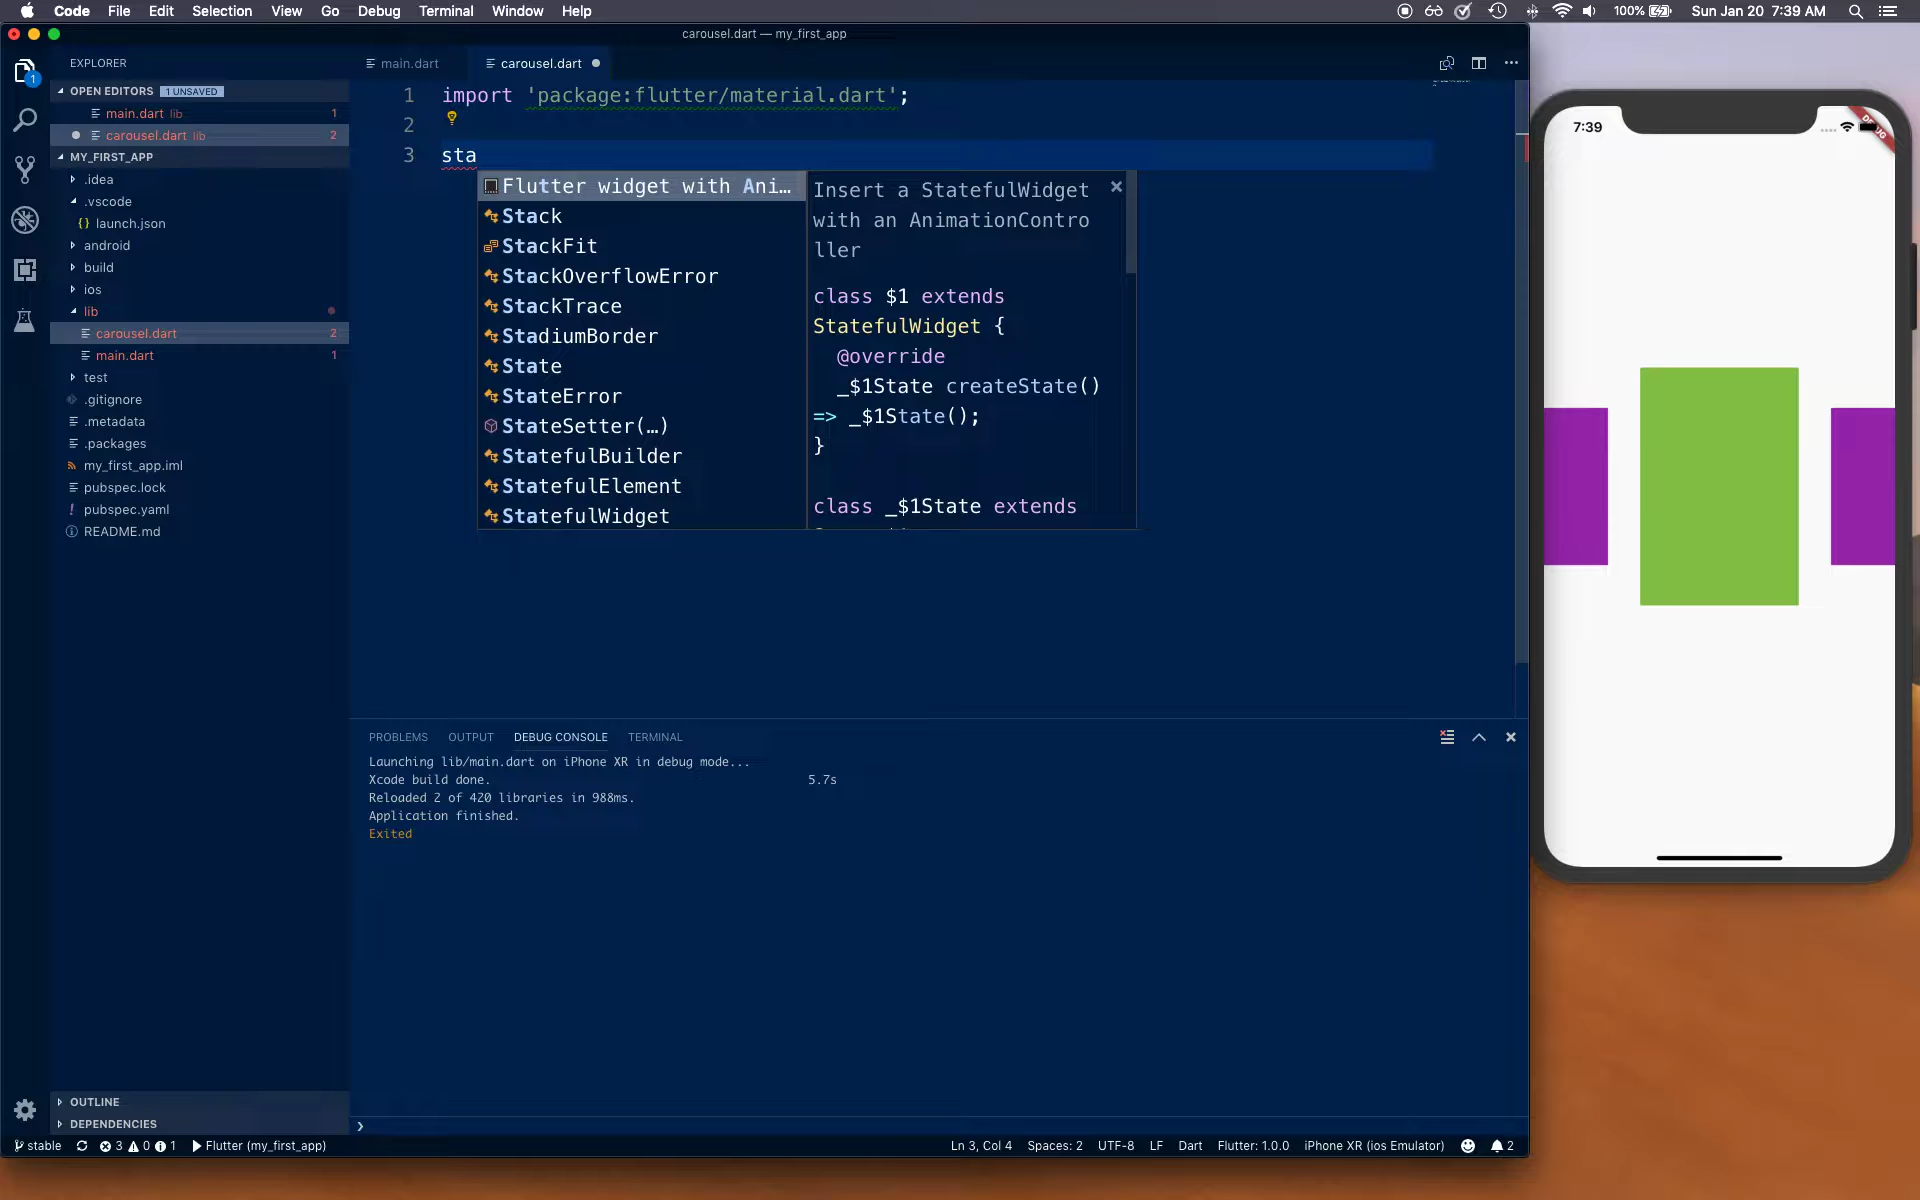 Code File Edit Selection View Go Debug Terminal Window Help
100% Sun Jan 20 7:39 AM
carousel.dart — my_first_app
EXPLORER
OPEN EDITORS 1 UNSAVED
main.dart lib 1
carousel.dart lib 2
MY_FIRST_APP
.idea
.vscode
{} launch.json
android
build
ios
lib
carousel.dart 2
main.dart 1
test
.gitignore
.metadata
.packages
my_first_app.iml
pubspec.lock
! pubspec.yaml
README.md
OUTLINE
DEPENDENCIES
1
main.dart
carousel.dart
1 import 'package:flutter/material.dart';
2
3 sta
Flutter widget with Ani...
Stack
StackFit
StackOverflowError
StackTrace
StadiumBorder
State
StateError
StateSetter(…)
StatefulBuilder
StatefulElement
StatefulWidget
Insert a StatefulWidget
with an AnimationContro
ller
class $1 extends
StatefulWidget {
@override
_$1State createState()
=> _$1State();
}
class _$1State extends
PROBLEMS OUTPUT DEBUG CONSOLE TERMINAL
Launching lib/main.dart on iPhone XR in debug mode...
Xcode build done. 5.7s
Reloaded 2 of 420 libraries in 988ms.
Application finished.
Exited
stable 3 0 1 Flutter (my_first_app)
Ln 3, Col 4 Spaces: 2 UTF-8 LF Dart Flutter: 1.0.0 iPhone XR (ios Emulator) 2
7:39
DEBUG